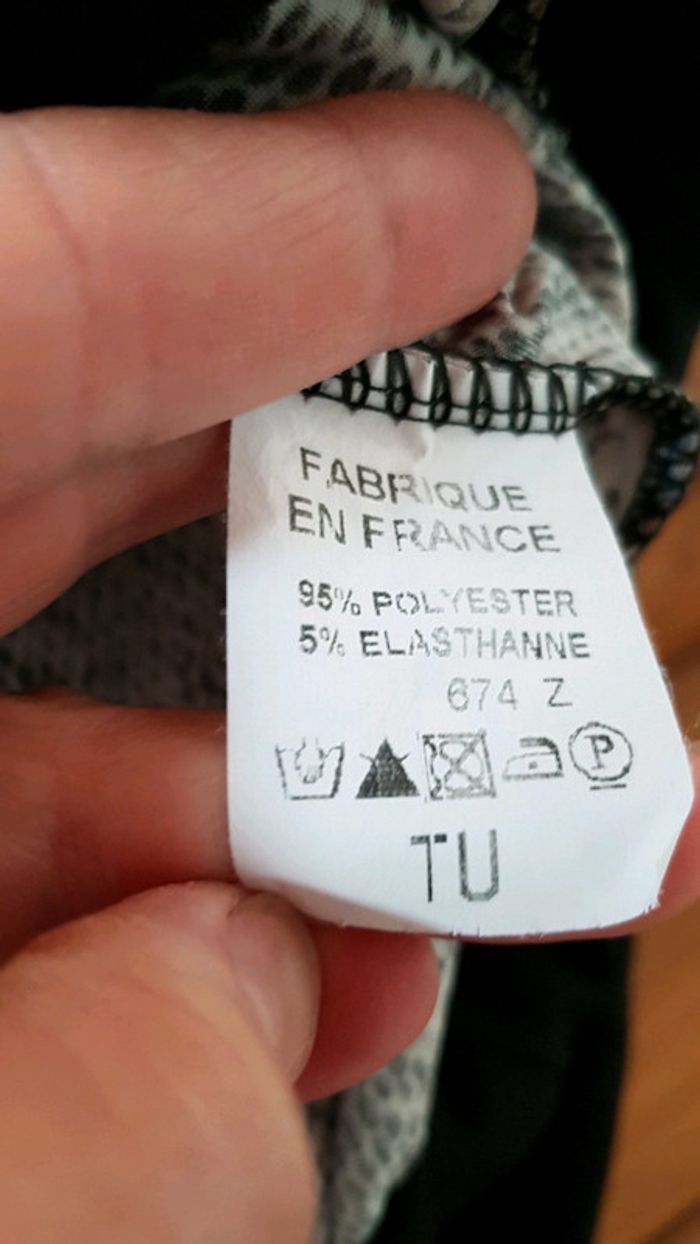 FABRIQUE
EN FRANCE
95% POLYESTER
5% ELASTHANNE
674 Z
P
TU